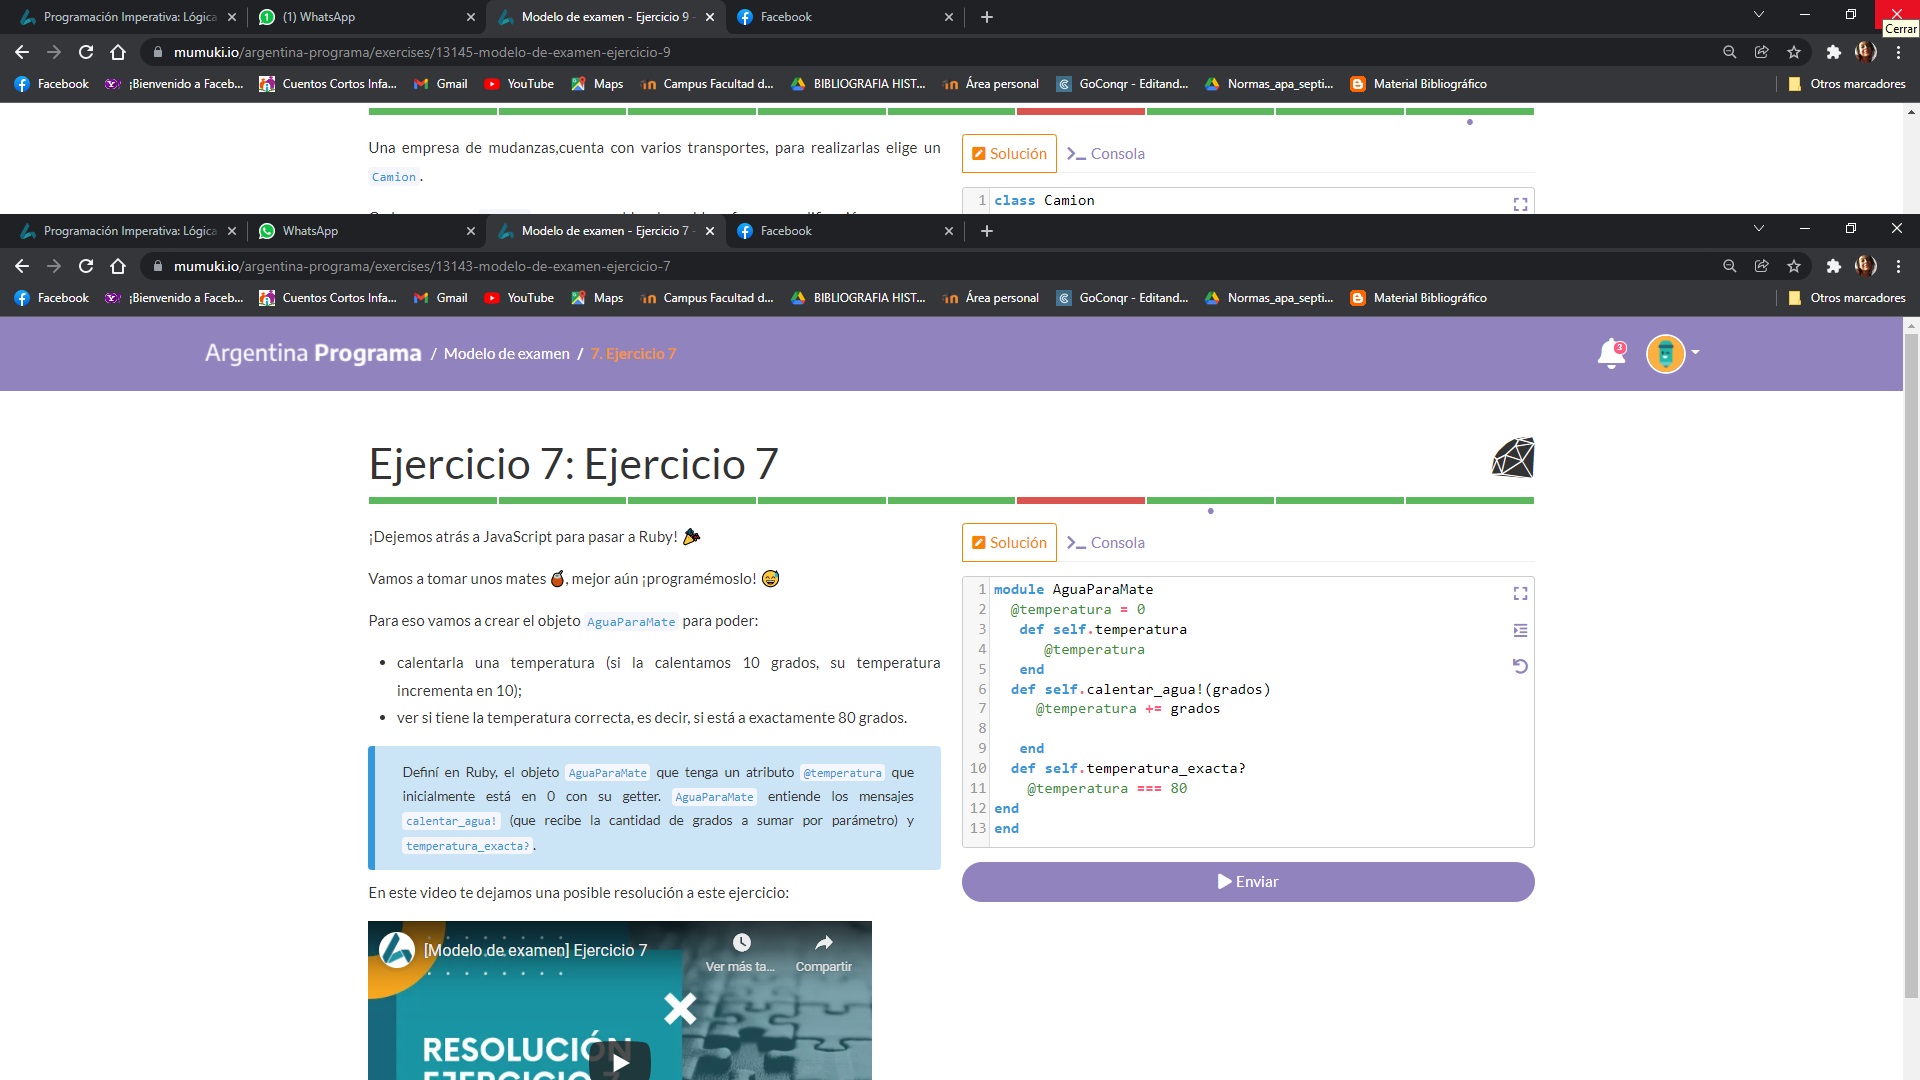 Programación Imperativa: Lógica
(1) WhatsApp
Modelo de examen - Ejercicio 9 -
Facebook
Cerrar
mumuki.io/argentina-programa/exercises/13145-modelo-de-examen-ejercicio-9
Facebook
¡Bienvenido a Faceb...
Cuentos Cortos Infa...
Gmail
YouTube
Maps
Campus Facultad d...
BIBLIOGRAFIA HIST...
Área personal
GoConqr - Editand...
Normas_apa_septi...
Material Bibliográfico
Otros marcadores
Una empresa de mudanzas,cuenta con varios transportes, para realizarlas elige un
Camion.
Solución
Consola
1 class Camion
Programación Imperativa: Lógica
WhatsApp
Modelo de examen - Ejercicio 7 -
Facebook
mumuki.io/argentina-programa/exercises/13143-modelo-de-examen-ejercicio-7
Facebook
¡Bienvenido a Faceb...
Cuentos Cortos Infa...
Gmail
YouTube
Maps
Campus Facultad d...
BIBLIOGRAFIA HIST...
Área personal
GoConqr - Editand...
Normas_apa_septi...
Material Bibliográfico
Otros marcadores
Argentina Programa / Modelo de examen / 7. Ejercicio 7
3
Ejercicio 7: Ejercicio 7
¡Dejemos atrás a JavaScript para pasar a Ruby!
Vamos a tomar unos mates , mejor aún ¡programémoslo!
Para eso vamos a crear el objeto AguaParaMate para poder:
• calentarla una temperatura (si la calentamos 10 grados, su temperatura
incrementa en 10);
• ver si tiene la temperatura correcta, es decir, si está a exactamente 80 grados.
Definí en Ruby, el objeto AguaParaMate que tenga un atributo @temperatura que
inicialmente está en 0 con su getter. AguaParaMate entiende los mensajes
calentar_agua! (que recibe la cantidad de grados a sumar por parámetro) y
temperatura_exacta?.
En este video te dejamos una posible resolución a este ejercicio:
[Modelo de examen] Ejercicio 7
Ver más ta...
Compartir
RESOLUCIÓN
EJERCICIO 7
Solución
Consola
1 module AguaParaMate
2 @temperatura = 0
3 def self.temperatura
4 @temperatura
5 end
6 def self.calentar_agua!(grados)
7 @temperatura += grados
8
9 end
10 def self.temperatura_exacta?
11 @temperatura === 80
12 end
13 end
Enviar